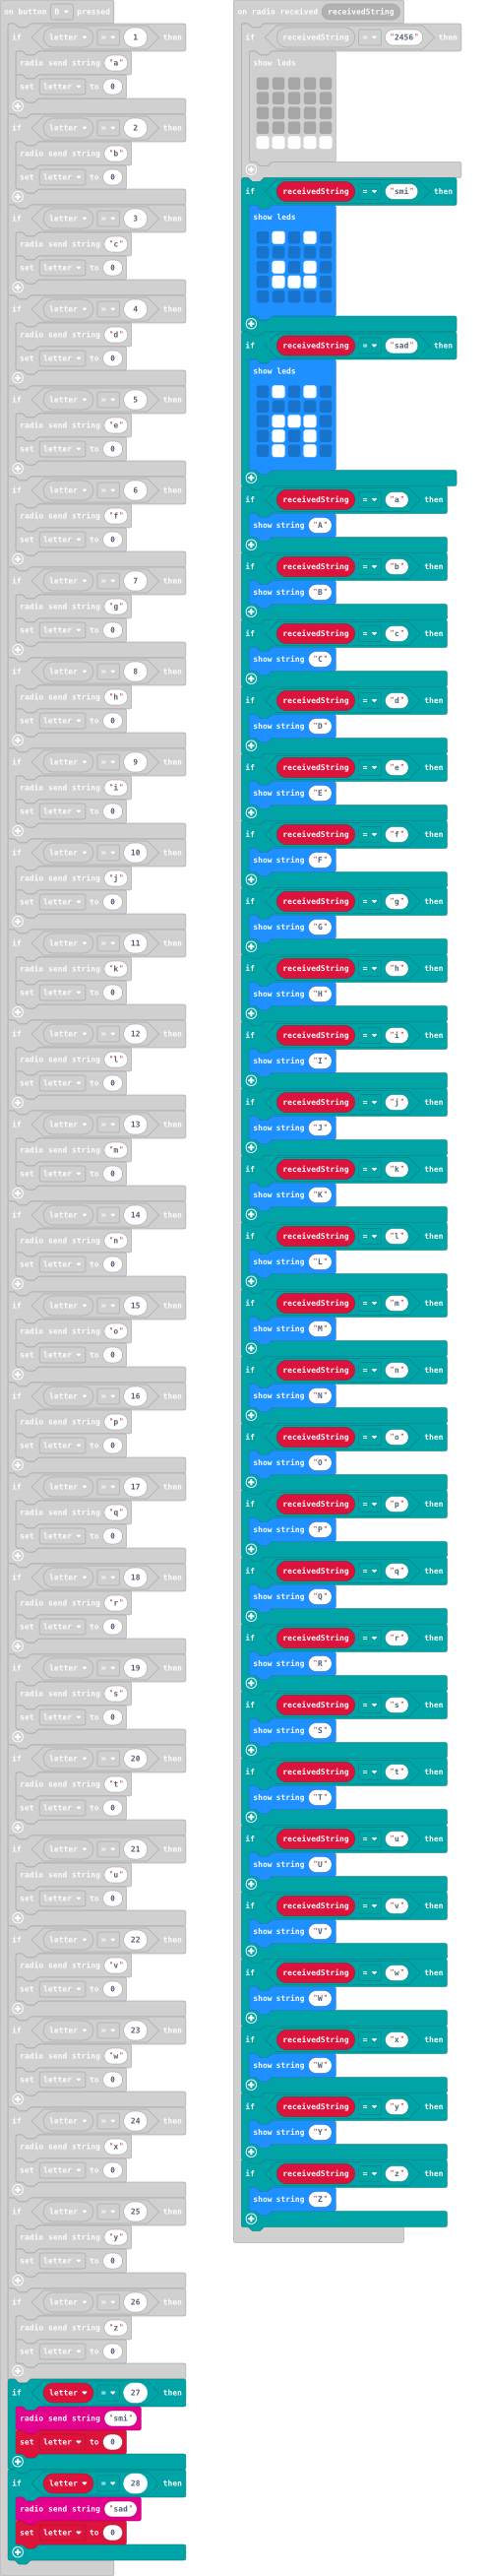 on button B pressed
if letter = 1 then
radio send string "a"
set letter to 0
if letter = 2 then
radio send string "b"
set letter to 0
if letter = 3 then
radio send string "c"
set letter to 0
if letter = 4 then
radio send string "d"
set letter to 0
if letter = 5 then
radio send string "e"
set letter to 0
if letter = 6 then
radio send string "f"
set letter to 0
if letter = 7 then
radio send string "g"
set letter to 0
if letter = 8 then
radio send string "h"
set letter to 0
if letter = 9 then
radio send string "i"
set letter to 0
if letter = 10 then
radio send string "j"
set letter to 0
if letter = 11 then
radio send string "k"
set letter to 0
if letter = 12 then
radio send string "l"
set letter to 0
if letter = 13 then
radio send string "m"
set letter to 0
if letter = 14 then
radio send string "n"
set letter to 0
if letter = 15 then
radio send string "o"
set letter to 0
if letter = 16 then
radio send string "p"
set letter to 0
if letter = 17 then
radio send string "q"
set letter to 0
if letter = 18 then
radio send string "r"
set letter to 0
if letter = 19 then
radio send string "s"
set letter to 0
if letter = 20 then
radio send string "t"
set letter to 0
if letter = 21 then
radio send string "u"
set letter to 0
if letter = 22 then
radio send string "v"
set letter to 0
if letter = 23 then
radio send string "w"
set letter to 0
if letter = 24 then
radio send string "x"
set letter to 0
if letter = 25 then
radio send string "y"
set letter to 0
if letter = 26 then
radio send string "z"
set letter to 0
if letter = 27 then
radio send string "smi"
set letter to 0
if letter = 28 then
radio send string "sad"
set letter to 0
on radio received receivedString
if receivedString = "2456" then
show leds
if receivedString = "smi" then
show leds
if receivedString = "sad" then
show leds
if receivedString = "a" then
show string "A"
if receivedString = "b" then
show string "B"
if receivedString = "c" then
show string "C"
if receivedString = "d" then
show string "D"
if receivedString = "e" then
show string "E"
if receivedString = "f" then
show string "F"
if receivedString = "g" then
show string "G"
if receivedString = "h" then
show string "H"
if receivedString = "i" then
show string "I"
if receivedString = "j" then
show string "J"
if receivedString = "k" then
show string "K"
if receivedString = "l" then
show string "L"
if receivedString = "m" then
show string "M"
if receivedString = "n" then
show string "N"
if receivedString = "o" then
show string "O"
if receivedString = "p" then
show string "P"
if receivedString = "q" then
show string "Q"
if receivedString = "r" then
show string "R"
if receivedString = "s" then
show string "S"
if receivedString = "t" then
show string "T"
if receivedString = "u" then
show string "U"
if receivedString = "v" then
show string "V"
if receivedString = "w" then
show string "W"
if receivedString = "x" then
show string "W"
if receivedString = "y" then
show string "Y"
if receivedString = "z" then
show string "Z"